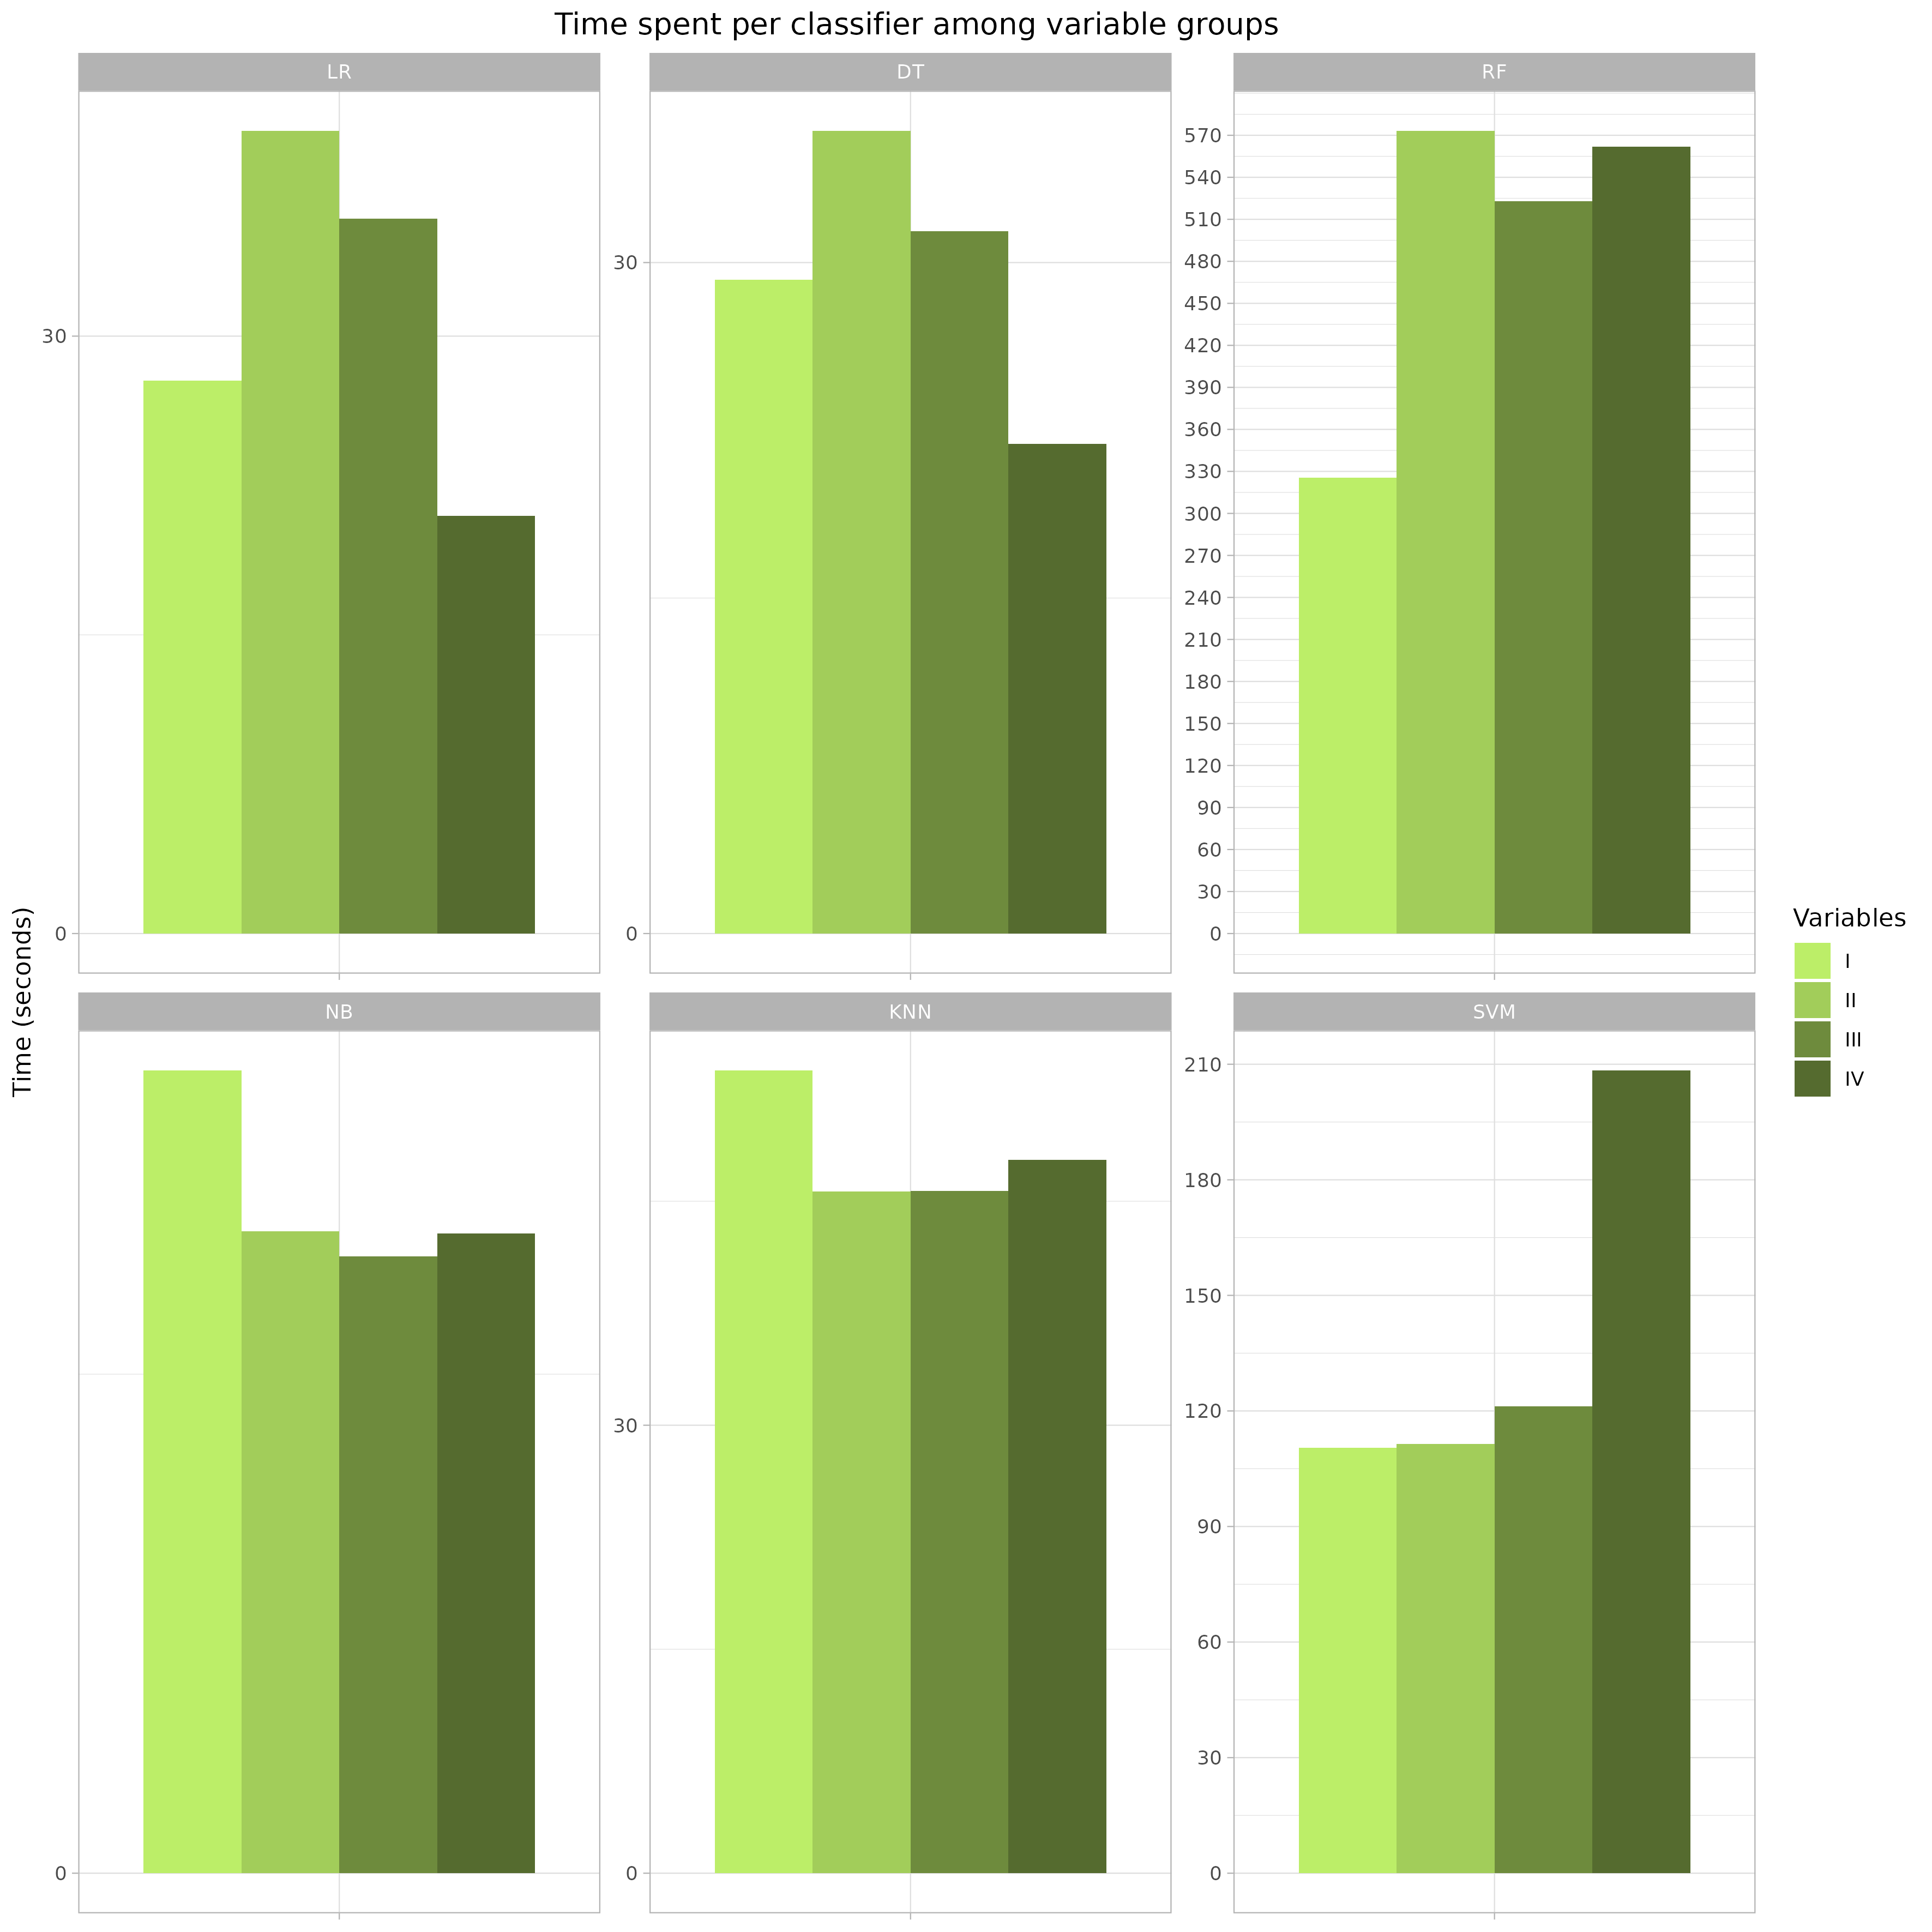 Time spent per classifier among variable groups
LR
DT
RF
30
0
30
0
570
540
510
480
450
420
390
360
330
300
270
240
210
180
150
120
90
60
30
0
Time (seconds)
NB
KNN
SVM
0
30
0
210
180
150
120
90
60
30
0
Variables
I
II
III
IV